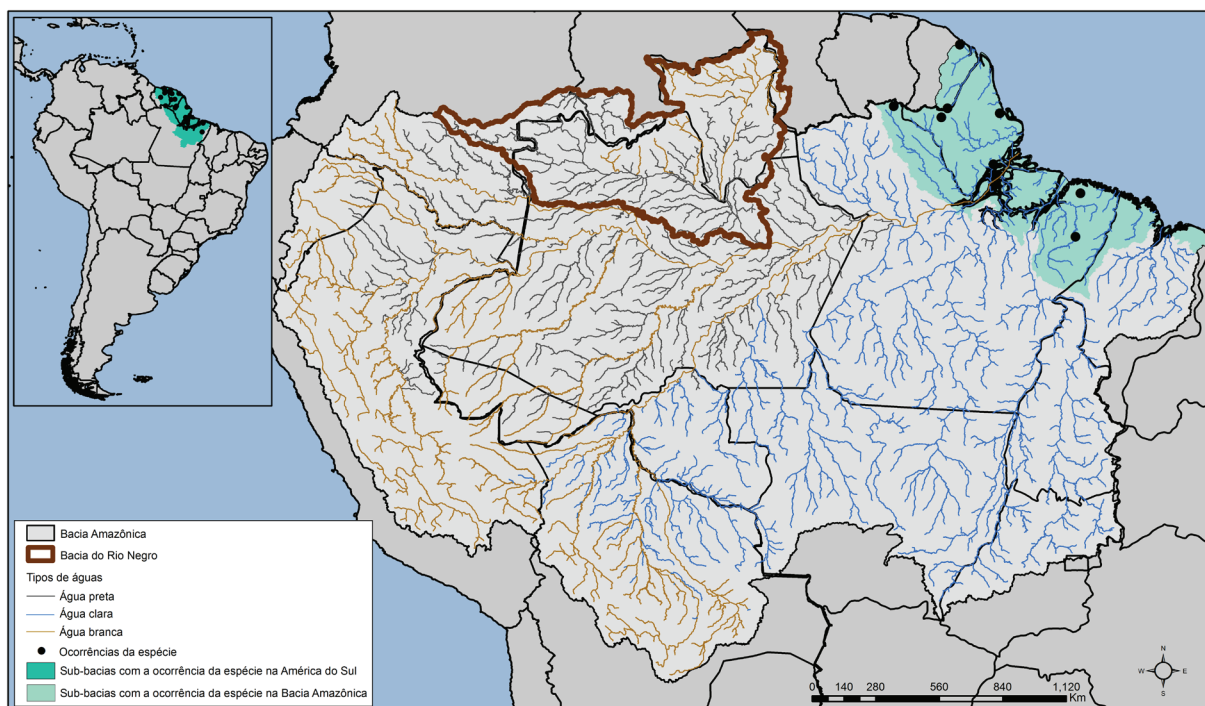 Bacia Amazônica
Bacia do Rio Negro
Tipos de águas
Água preta
Água clara
Água branca
Ocorrências da espécie
Sub-bacias com a ocorrência da espécie na América do Sul
Sub-bacias com a ocorrência da espécie na Bacia Amazônica
N
W E
S
0 140 280 560 840 1,120
Km